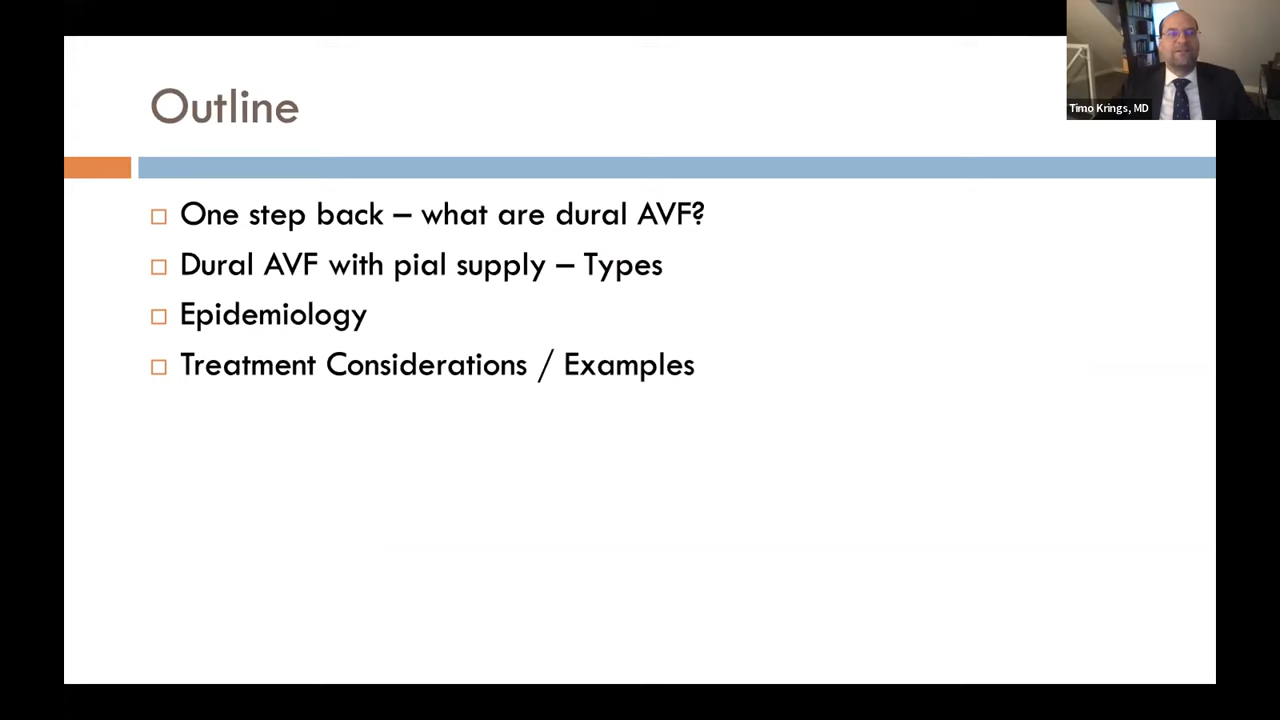 Outline
Timo Krings, MD
One step back – what are dural AVF?
Dural AVF with pial supply – Types
Epidemiology
Treatment Considerations / Examples